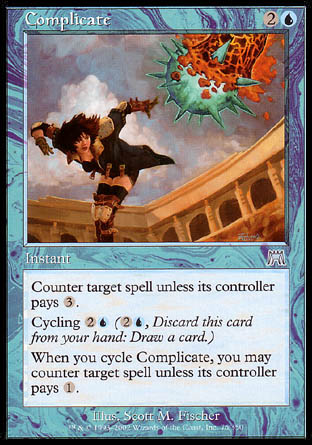 Complicate 2
Instant
Counter target spell unless its controller
pays 3.
Cycling 2 (2, Discard this card
from your hand: Draw a card.)
When you cycle Complicate, you may
counter target spell unless its controller
pays 1.
Illus. Scott M. Fischer
™ & © 1993-2002 Wizards of the Coast, Inc.